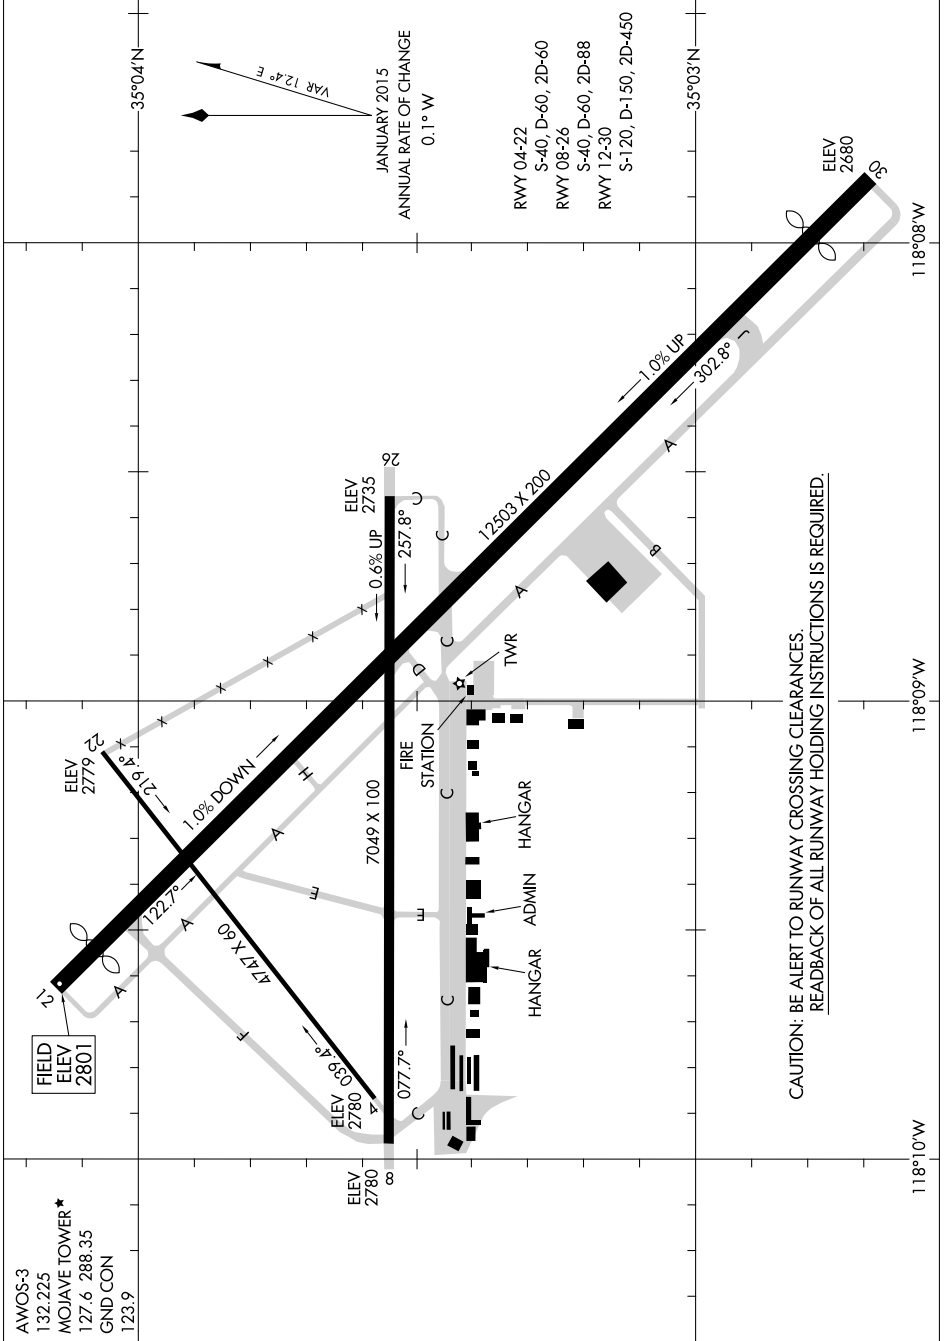 AWOS-3
132.225
MOJAVE TOWER★
127.6 288.35
GND CON
123.9
FIELD
ELEV
2801
12
122.7°
1.0% DOWN
A
A
A
H
F
E
E
ELEV
2779
22
219.4°
4747 X 60
039.4°
ELEV
2780
4
ELEV
2780
8
077.7°
7049 X 100
X
X
X
X
X
X
0.6% UP
257.8°
ELEV
2735
26
C
C
C
C
C
C
D
FIRE
STATION
TWR
HANGAR
ADMIN
HANGAR
12503 X 200
A
A
B
J
1.0% UP
302.8°
ELEV
2680
30
VAR 12.4° E
JANUARY 2015
ANNUAL RATE OF CHANGE
0.1° W
RWY 04-22
S-40, D-60, 2D-60
RWY 08-26
S-40, D-60, 2D-88
RWY 12-30
S-120, D-150, 2D-450
35°04'N
35°03'N
118°10'W
118°09'W
118°08'W
CAUTION: BE ALERT TO RUNWAY CROSSING CLEARANCES.
READBACK OF ALL RUNWAY HOLDING INSTRUCTIONS IS REQUIRED.